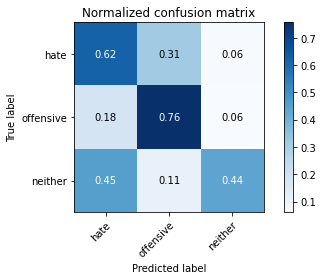 Normalized confusion matrix
True label
hate
0.62 0.31 0.06
offensive
0.18 0.76 0.06
neither
0.45 0.11 0.44
hate offensive neither
Predicted label
0.7
0.6
0.5
0.4
0.3
0.2
0.1